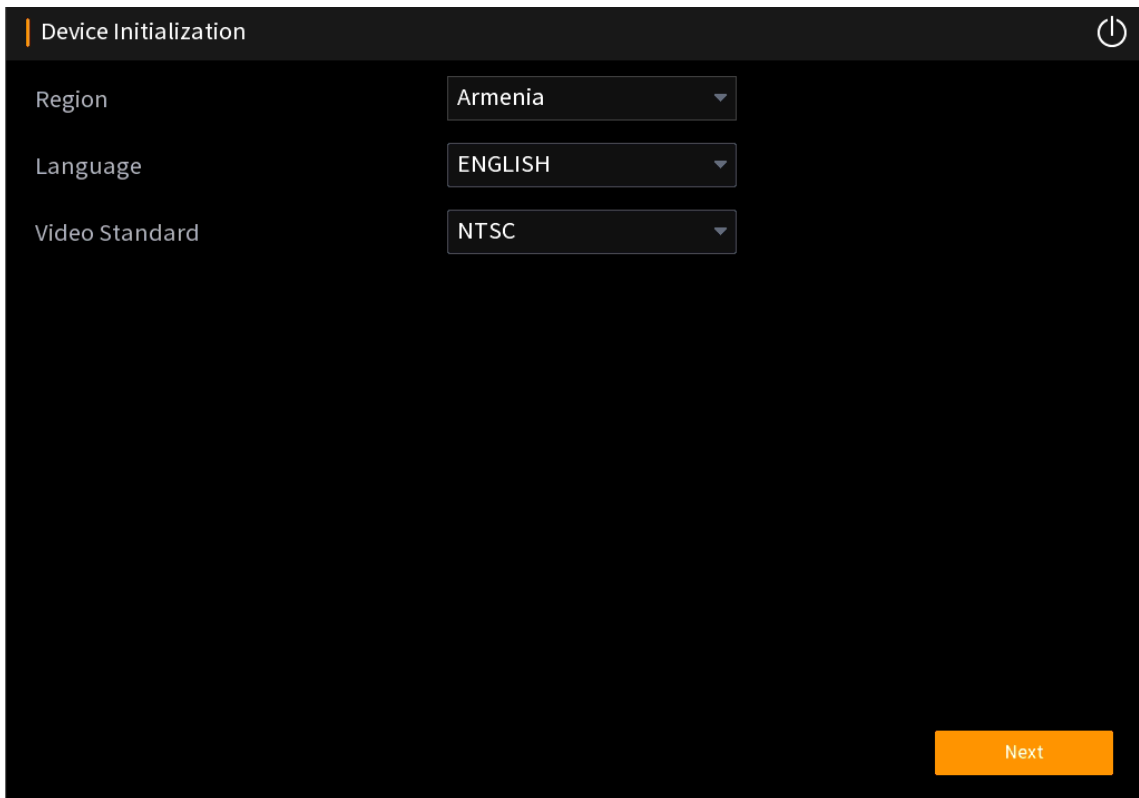 Device Initialization
Region Armenia
Language ENGLISH
Video Standard NTSC
Next